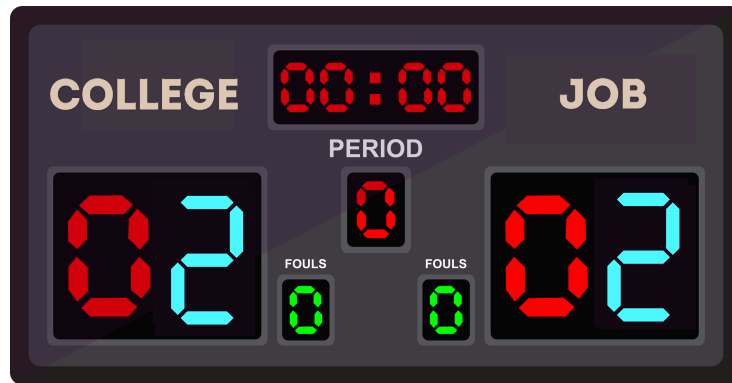 COLLEGE 00:00 JOB
PERIOD
02 0 02
FOULS FOULS
0 0